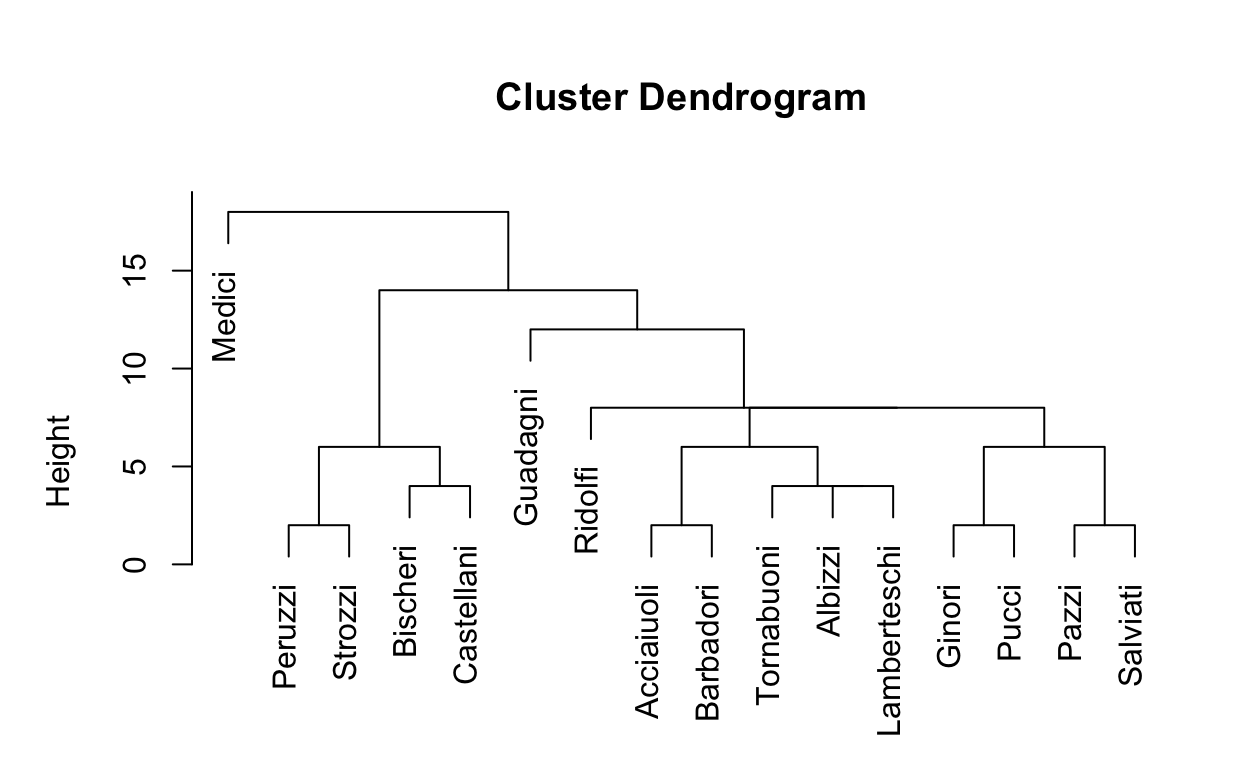 Cluster Dendrogram
Height
0
5
10
15
Medici
Peruzzi
Strozzi
Bischeri
Castellani
Guadagni
Ridolfi
Acciaiuoli
Barbadori
Tornabuoni
Albizzi
Lamberteschi
Ginori
Pucci
Pazzi
Salviati